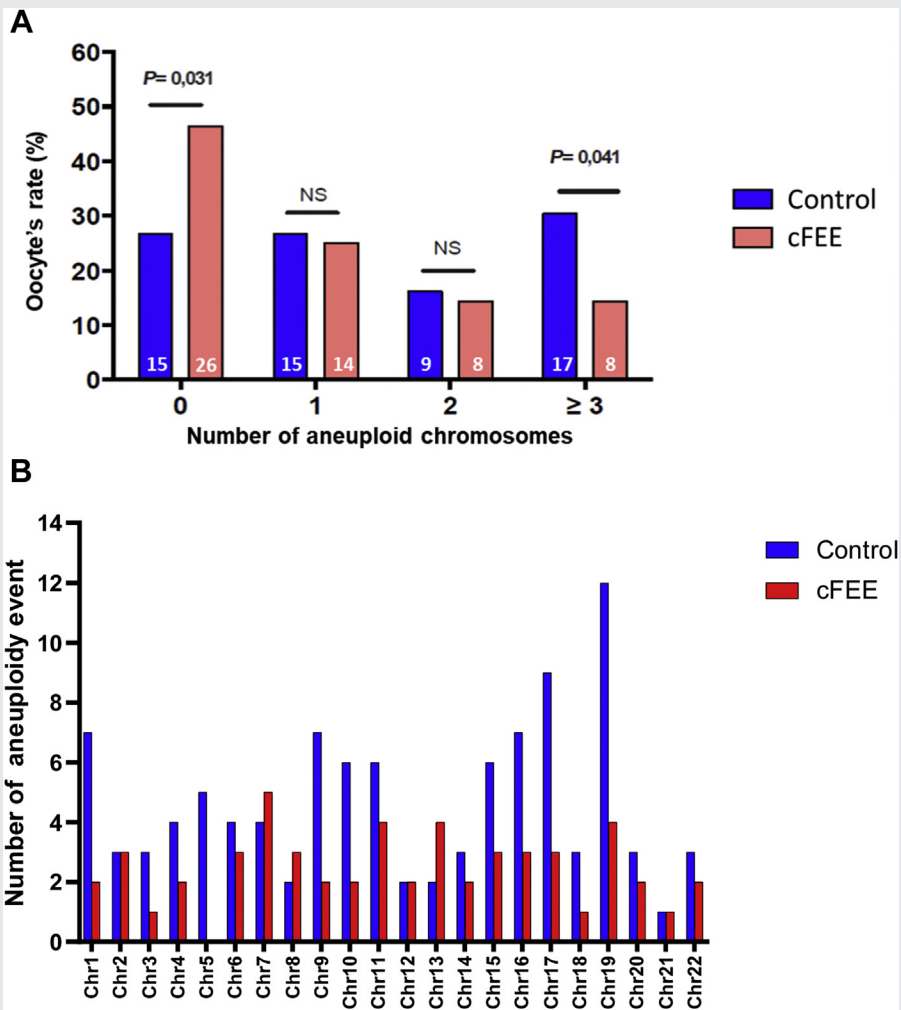 A
60
50
40
30
20
10
0
Oocyte's rate (%)
P= 0,031
NS
NS
P= 0,041
15 26 15 14 9 8 17 8
0 1 2 ≥ 3
Number of aneuploid chromosomes
Control
cFEE
B
14
12
10
8
6
4
2
0
Number of aneuploidy event
Chr1 Chr2 Chr3 Chr4 Chr5 Chr6 Chr7 Chr8 Chr9 Chr10 Chr11 Chr12 Chr13 Chr14 Chr15 Chr16 Chr17 Chr18 Chr19 Chr20 Chr21 Chr22
Control
cFEE